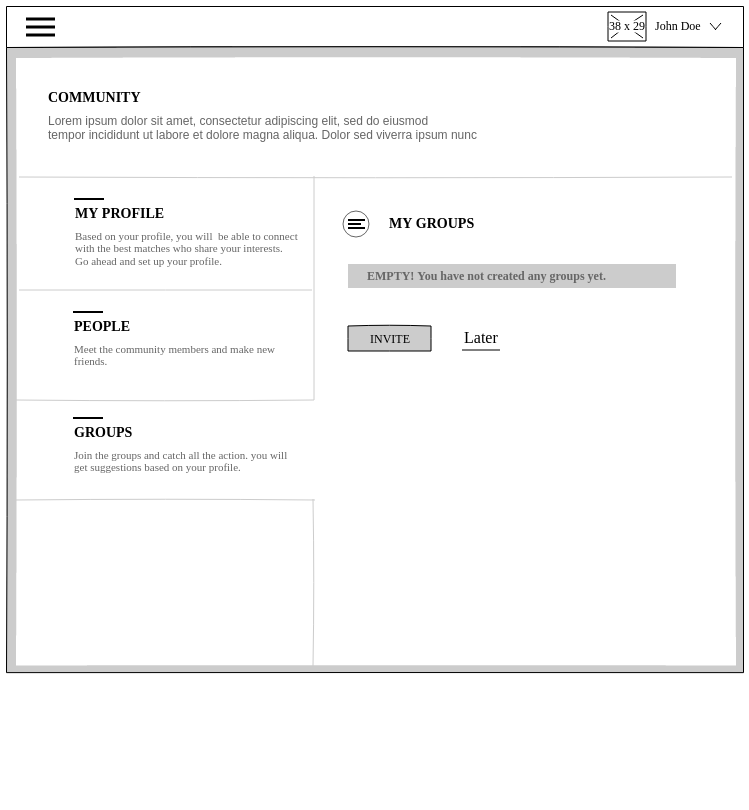 38 x 29 John Doe
COMMUNITY
Lorem ipsum dolor sit amet, consectetur adipiscing elit, sed do eiusmod
tempor incididunt ut labore et dolore magna aliqua. Dolor sed viverra ipsum nunc
MY PROFILE
Based on your profile, you will  be able to connect
with the best matches who share your interests.
Go ahead and set up your profile.
PEOPLE
Meet the community members and make new
friends.
GROUPS
Join the groups and catch all the action. you will
get suggestions based on your profile.
MY GROUPS
EMPTY! You have not created any groups yet.
INVITE Later